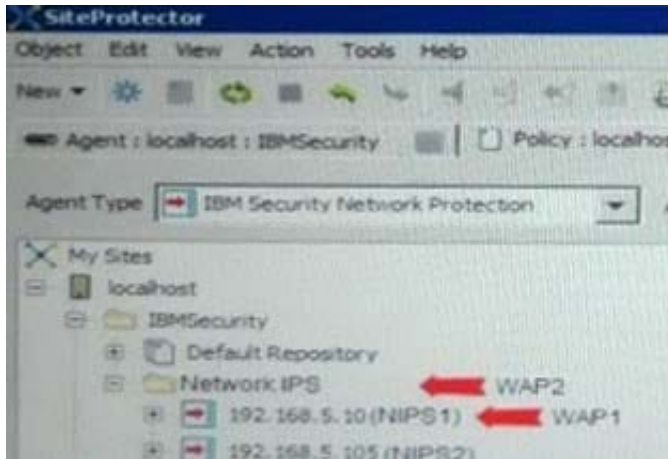 SiteProtector
Object Edit View Action Tools Help
New
Agent : localhost : IBMSecurity Policy : localhos
Agent Type IBM Security Network Protection
My Sites
localhost
IBMSecurity
Default Repository
Network IPS WAP2
192.168.5.10 (NIPS1) WAP1
192.168.5.105 (NIPS2)